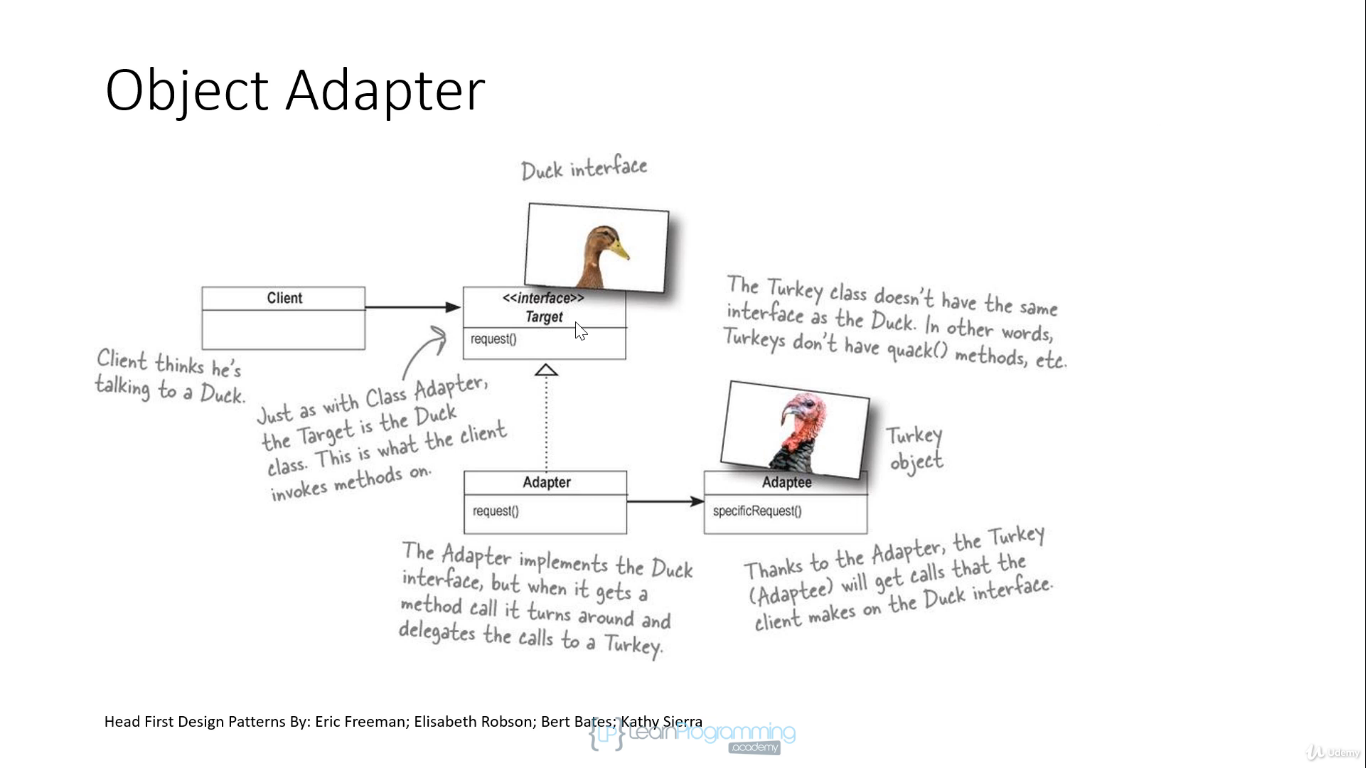 Object Adapter
Duck interface
Client
<<interface>>
Target
request()
The Turkey class doesn't have the same
interface as the Duck. In other words,
Turkeys don't have quack() methods, etc.
Client thinks he's
talking to a Duck.
Just as with Class Adapter,
the Target is the Duck
class. This is what the client
invokes methods on.
Turkey
object
Adapter
request()
Adaptee
specificRequest()
The Adapter implements the Duck
interface, but when it gets a
method call it turns around and
delegates the calls to a Turkey.
Thanks to the Adapter, the Turkey
(Adaptee) will get calls that the
client makes on the Duck interface.
Head First Design Patterns By: Eric Freeman; Elisabeth Robson; Bert Bates; Kathy Sierra
{LP} LearnProgramming
.academy
Udemy